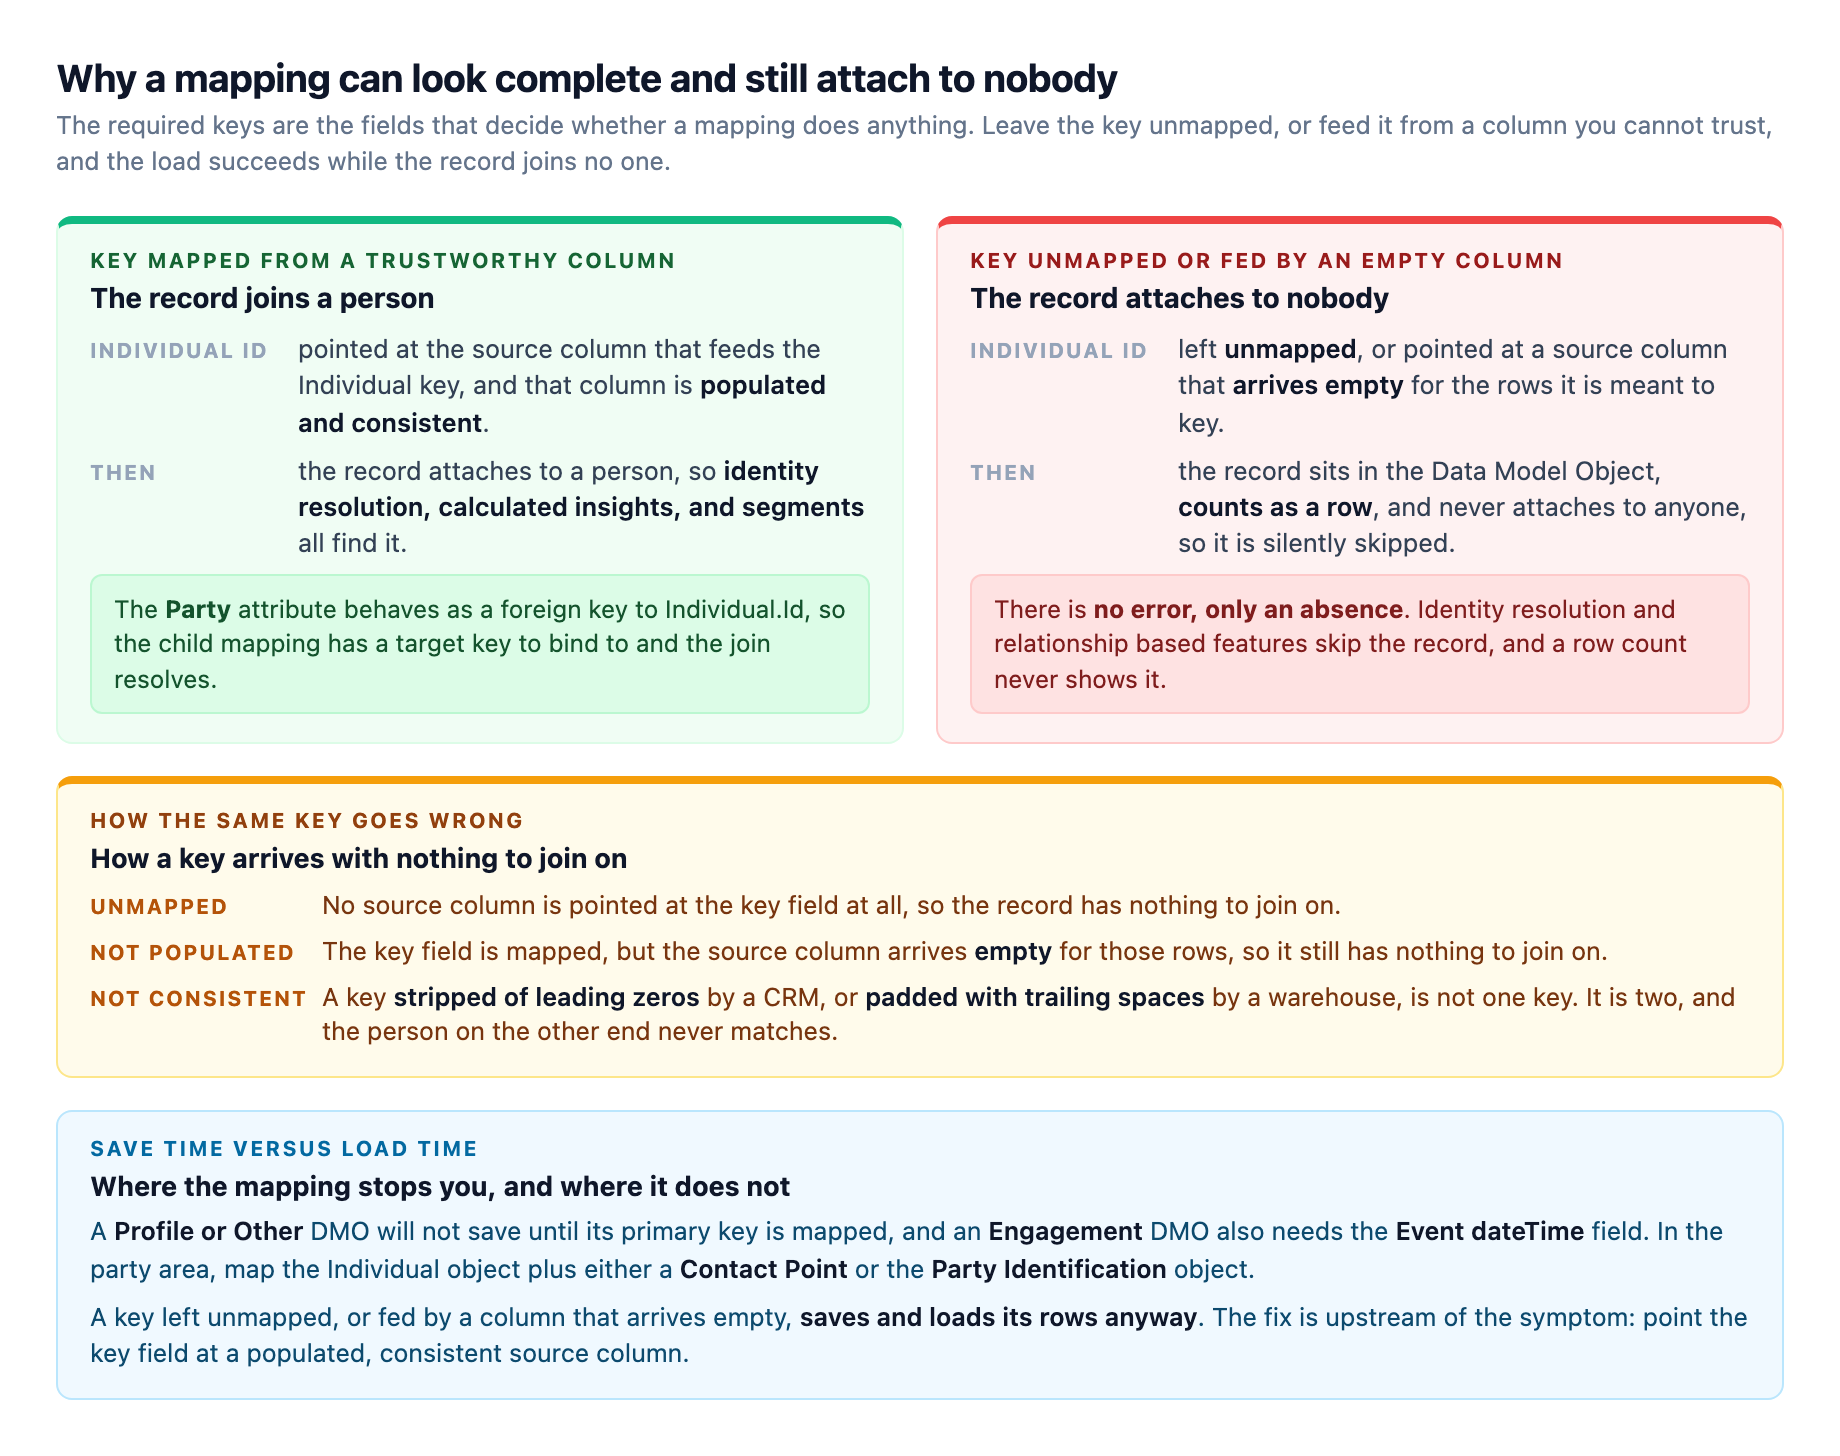 Why a mapping can look complete and still attach to nobody
The required keys are the fields that decide whether a mapping does anything. Leave the key unmapped, or feed it from a column you cannot trust,
and the load succeeds while the record joins no one.
KEY MAPPED FROM A TRUSTWORTHY COLUMN
The record joins a person
INDIVIDUAL ID pointed at the source column that feeds the
Individual key, and that column is populated
and consistent.
THEN the record attaches to a person, so identity
resolution, calculated insights, and segments
all find it.
The Party attribute behaves as a foreign key to Individual.Id, so
the child mapping has a target key to bind to and the join
resolves.
KEY UNMAPPED OR FED BY AN EMPTY COLUMN
The record attaches to nobody
INDIVIDUAL ID left unmapped, or pointed at a source column
that arrives empty for the rows it is meant to
key.
THEN the record sits in the Data Model Object,
counts as a row, and never attaches to anyone,
so it is silently skipped.
There is no error, only an absence. Identity resolution and
relationship based features skip the record, and a row count
never shows it.
HOW THE SAME KEY GOES WRONG
How a key arrives with nothing to join on
UNMAPPED No source column is pointed at the key field at all, so the record has nothing to join on.
NOT POPULATED The key field is mapped, but the source column arrives empty for those rows, so it still has nothing to join on.
NOT CONSISTENT A key stripped of leading zeros by a CRM, or padded with trailing spaces by a warehouse, is not one key. It is two, and
the person on the other end never matches.
SAVE TIME VERSUS LOAD TIME
Where the mapping stops you, and where it does not
A Profile or Other DMO will not save until its primary key is mapped, and an Engagement DMO also needs the Event dateTime field. In the
party area, map the Individual object plus either a Contact Point or the Party Identification object.
A key left unmapped, or fed by a column that arrives empty, saves and loads its rows anyway. The fix is upstream of the symptom: point the
key field at a populated, consistent source column.